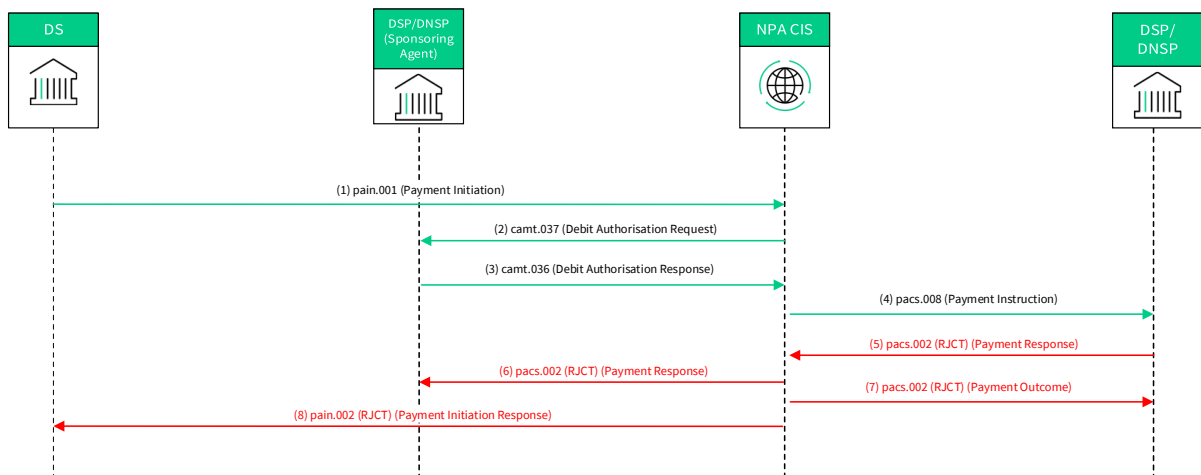 DS
DSP/DNSP
(Sponsoring
Agent)
NPA CIS
DSP/
DNSP
(1) pain.001 (Payment Initiation)
(2) camt.037 (Debit Authorisation Request)
(3) camt.036 (Debit Authorisation Response)
(4) pacs.008 (Payment Instruction)
(5) pacs.002 (RJCT) (Payment Response)
(6) pacs.002 (RJCT) (Payment Response)
(7) pacs.002 (RJCT) (Payment Outcome)
(8) pain.002 (RJCT) (Payment Initiation Response)